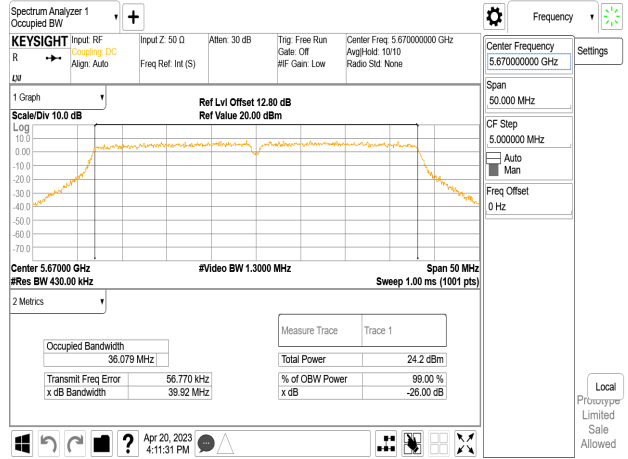 Spectrum Analyzer 1
Occupied BW
Frequency
KEYSIGHT
R
LXI
Input: RF
Coupling: DC
Align: Auto
Input Z: 50 Ω
Freq Ref: Int (S)
Atten: 30 dB
Trig: Free Run
Gate: Off
#IF Gain: Low
Center Freq: 5.670000000 GHz
Avg|Hold: 10/10
Radio Std: None
Center Frequency
5.670000000 GHz
Settings
Span
50.000 MHz
CF Step
5.000000 MHz
Auto
Man
Freq Offset
0 Hz
1 Graph
Scale/Div 10.0 dB
Ref Lvl Offset 12.80 dB
Ref Value 20.00 dBm
Log
10.0
0.00
-10.0
-20.0
-30.0
-40.0
-50.0
-60.0
-70.0
Center 5.67000 GHz
#Res BW 430.00 kHz
#Video BW 1.3000 MHz
Span 50 MHz
Sweep 1.00 ms (1001 pts)
2 Metrics
Measure Trace
Trace 1
Occupied Bandwidth
36.079 MHz
Total Power
24.2 dBm
Transmit Freq Error
56.770 kHz
% of OBW Power
99.00 %
x dB Bandwidth
39.92 MHz
x dB
-26.00 dB
Local
Prototype
Limited
Sale
Allowed
?
Apr 20, 2023
4:11:31 PM